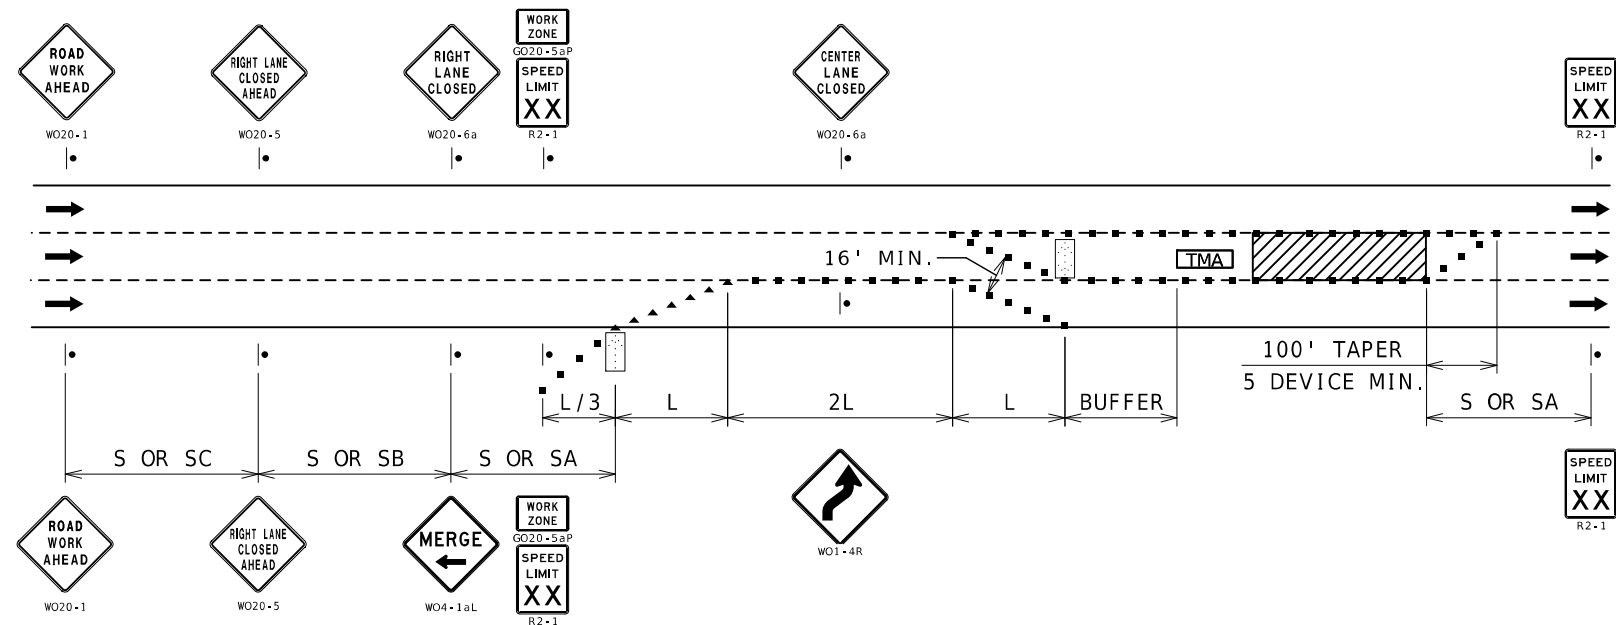 ROAD
WORK
AHEAD
WO20-1
RIGHT LANE
CLOSED
AHEAD
WO20-5
RIGHT
LANE
CLOSED
WO20-6a
WORK
ZONE
GO20-5aP
SPEED
LIMIT
XX
R2-1
CENTER
LANE
CLOSED
WO20-6a
SPEED
LIMIT
XX
R2-1
16' MIN.
TMA
100' TAPER
5 DEVICE MIN.
L/3
L
2L
L
BUFFER
S OR SA
S OR SC
S OR SB
S OR SA
ROAD
WORK
AHEAD
WO20-1
RIGHT LANE
CLOSED
AHEAD
WO20-5
MERGE
WO4-1aL
WORK
ZONE
GO20-5aP
SPEED
LIMIT
XX
R2-1
WO1-4R
SPEED
LIMIT
XX
R2-1